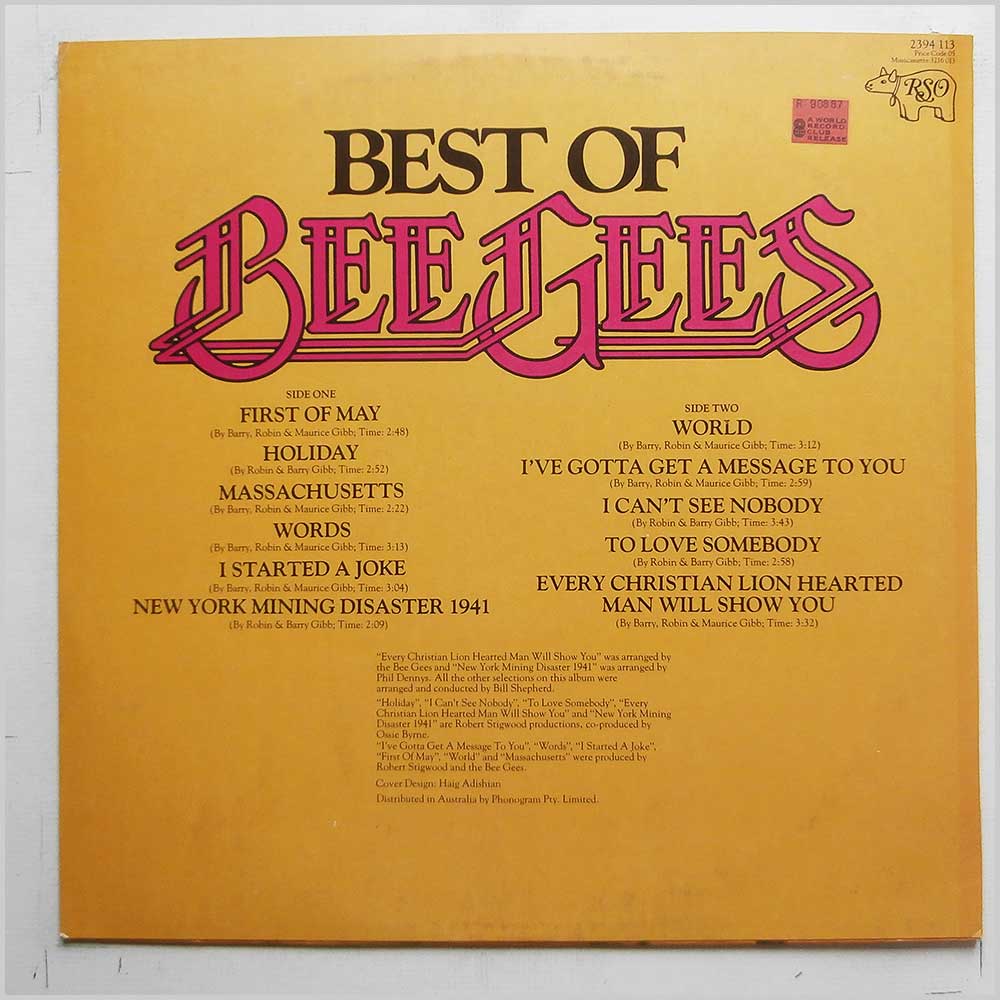 2394 113
Price Code 05
Musicassette 3216 013
RSO
R 90887
A WORLD
RECORD
CLUB
RELEASE
BEST OF
BEE GEES
SIDE ONE
FIRST OF MAY
(By Barry, Robin & Maurice Gibb; Time: 2:48)
HOLIDAY
(By Robin & Barry Gibb; Time: 2:52)
MASSACHUSETTS
(By Barry, Robin & Maurice Gibb; Time: 2:22)
WORDS
(By Barry, Robin & Maurice Gibb; Time: 3:13)
I STARTED A JOKE
(By Barry, Robin & Maurice Gibb; Time: 3:04)
NEW YORK MINING DISASTER 1941
(By Robin & Barry Gibb; Time: 2:09)
SIDE TWO
WORLD
(By Barry, Robin & Maurice Gibb; Time: 3:12)
I'VE GOTTA GET A MESSAGE TO YOU
(By Barry, Robin & Maurice Gibb; Time: 2:59)
I CAN'T SEE NOBODY
(By Robin & Barry Gibb; Time: 3:43)
TO LOVE SOMEBODY
(By Robin & Barry Gibb; Time: 2:58)
EVERY CHRISTIAN LION HEARTED
MAN WILL SHOW YOU
(By Barry, Robin & Maurice Gibb; Time: 3:32)
"Every Christian Lion Hearted Man Will Show You" was arranged by
the Bee Gees and "New York Mining Disaster 1941" was arranged by
Phil Dennys. All the other selections on this album were
arranged and conducted by Bill Shepherd.
"Holiday", "I Can't See Nobody", "To Love Somebody", "Every
Christian Lion Hearted Man Will Show You" and "New York Mining
Disaster 1941" are Robert Stigwood productions, co-produced by
Ossie Byrne.
"I've Gotta Get A Message To You", "Words", "I Started A Joke",
"First Of May", "World" and "Massachusetts" were produced by
Robert Stigwood and the Bee Gees.
Cover Design: Haig Adishian
Distributed in Australia by Phonogram Pty. Limited.